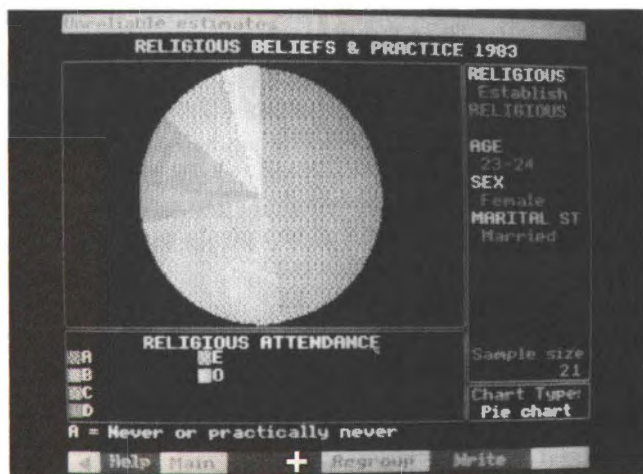 Unreliable estimates
RELIGIOUS BELIEFS & PRACTICE 1983
RELIGIOUS
Establish
RELIGIOUS
AGE
23-24
SEX
Female
MARITAL ST
Married
RELIGIOUS ATTENDANCE
A
E
B
O
C
D
Sample size
21
Chart Type:
Pie chart
A = Never or practically never
Help Main Regroup Write